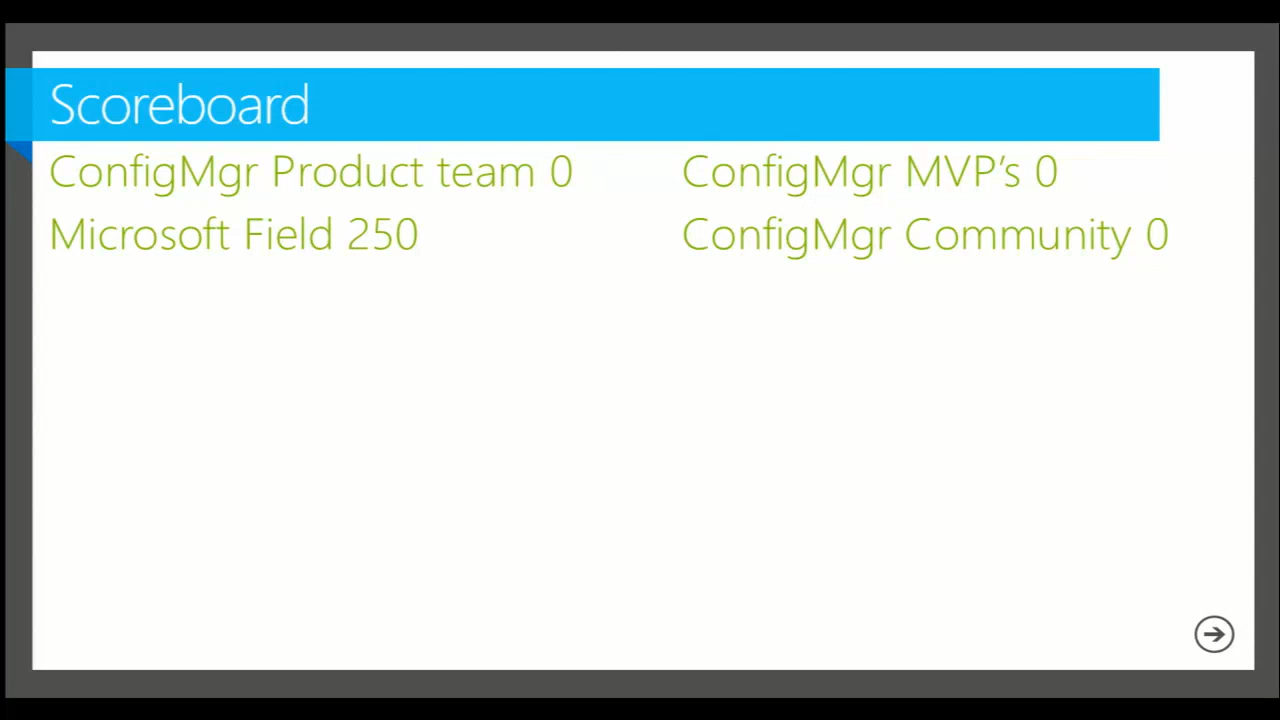 Scoreboard
ConfigMgr Product team 0
ConfigMgr MVP’s 0
Microsoft Field 250
ConfigMgr Community 0